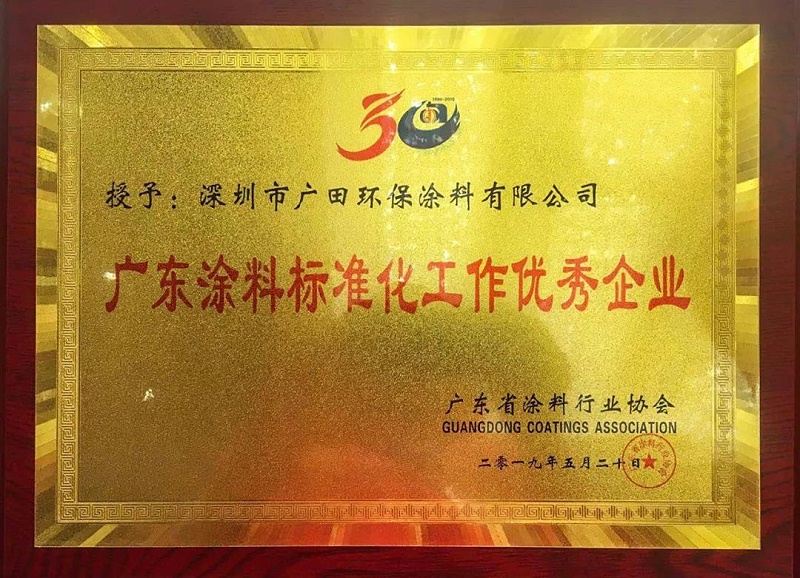 30
授予：深圳市广田环保涂料有限公司
广东涂料标准化工作优秀企业
广东省涂料行业协会
GUANGDONG COATINGS ASSOCIATION
二零一九年五月二十日